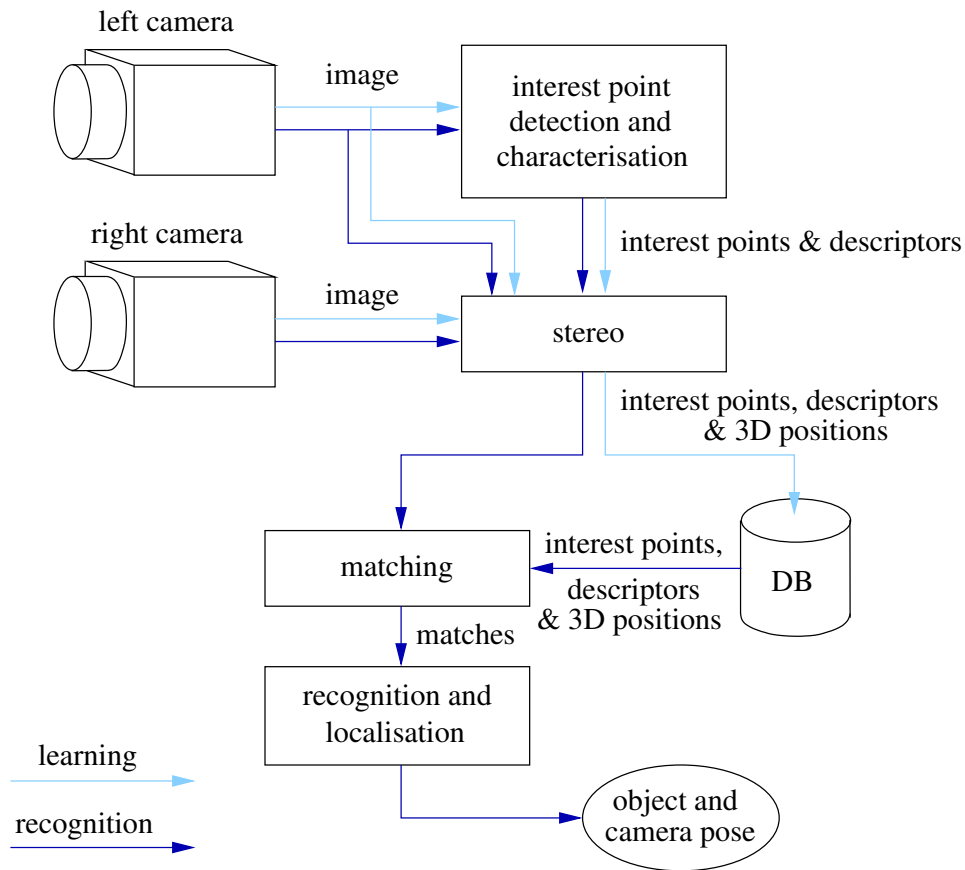 left camera
image
interest point
detection and
characterisation
right camera
image
interest points & descriptors
stereo
interest points, descriptors
& 3D positions
matching
interest points,
descriptors
& 3D positions
DB
matches
recognition and
localisation
learning
recognition
object and
camera pose